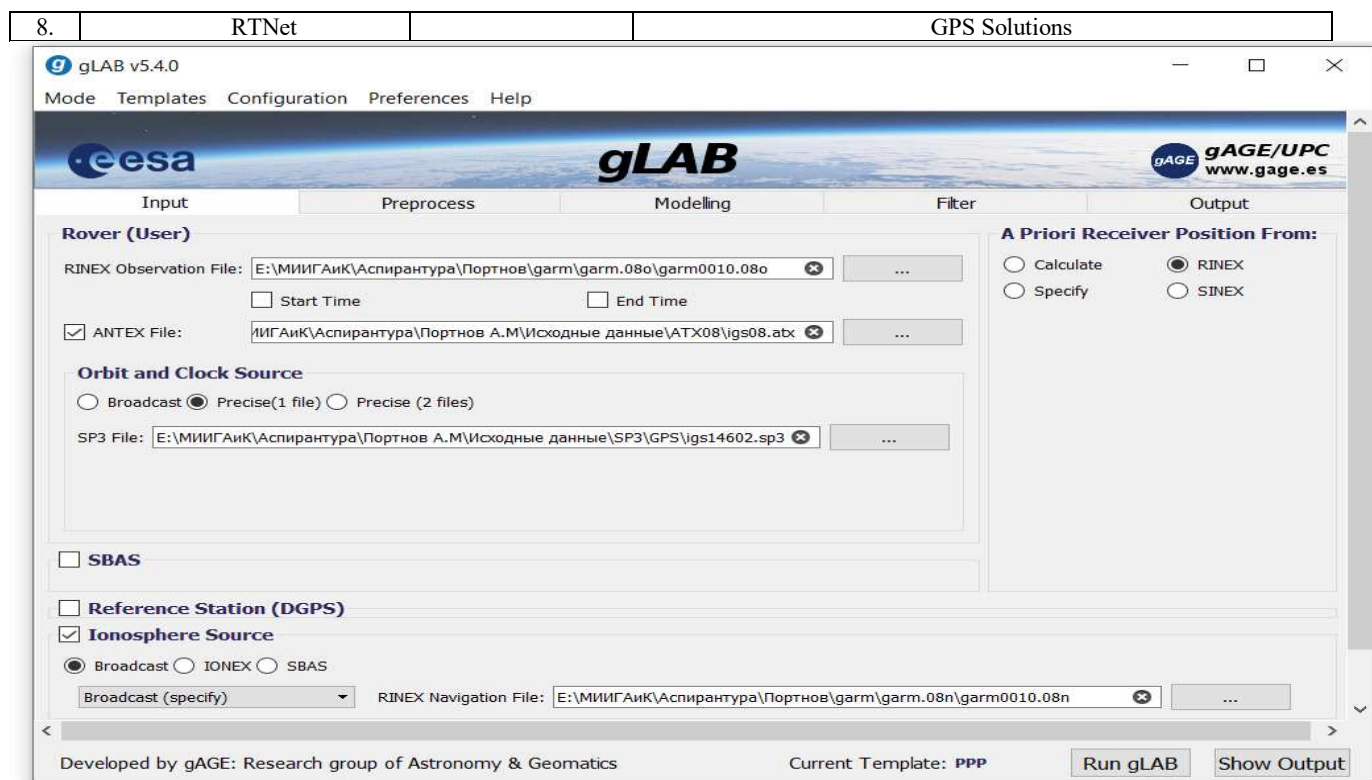 8. RTNet GPS Solutions
gLAB v5.4.0
Mode Templates Configuration Preferences Help
esa gLAB gAGE gAGE/UPC
www.gage.es
Input Preprocess Modelling Filter Output
Rover (User) A Priori Receiver Position From:
RINEX Observation File: E:\МИИГАиК\Аспирантура\Портнов\garm\garm.08o\garm0010.08o ... Calculate RINEX
Start Time End Time Specify SINEX
ANTEX File: ИИГАиК\Аспирантура\Портнов А.М\Исходные данные\ATX08\igs08.atx ...
Orbit and Clock Source
Broadcast Precise(1 file) Precise (2 files)
SP3 File: E:\МИИГАиК\Аспирантура\Портнов А.М\Исходные данные\SP3\GPS\igs14602.sp3 ...
SBAS
Reference Station (DGPS)
Ionosphere Source
Broadcast IONEX SBAS
Broadcast (specify) RINEX Navigation File: E:\МИИГАиК\Аспирантура\Портнов\garm\garm.08n\garm0010.08n ...
Developed by gAGE: Research group of Astronomy & Geomatics Current Template: PPP Run gLAB Show Output